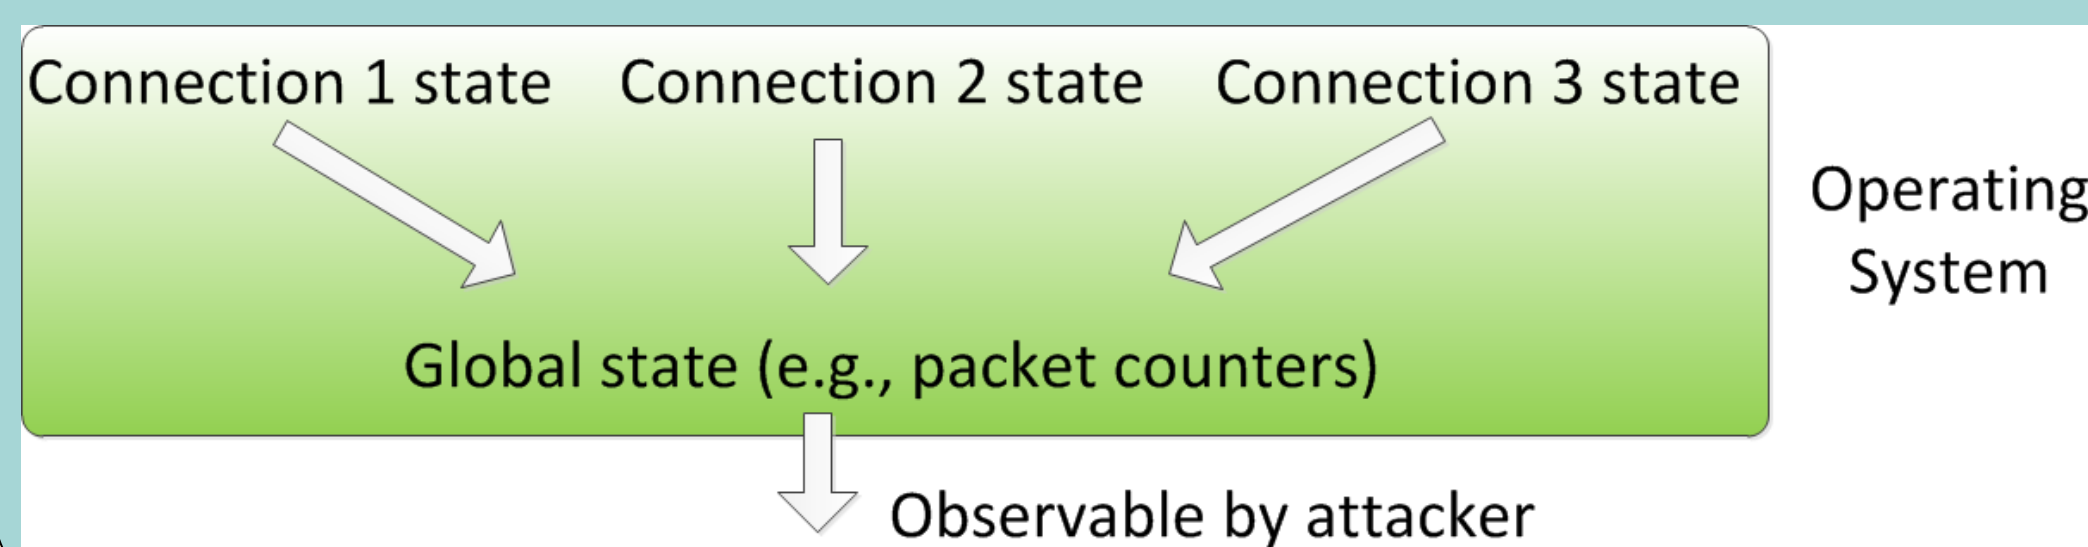 Connection 1 state
Connection 2 state
Connection 3 state
Operating
System
Global state (e.g., packet counters)
Observable by attacker